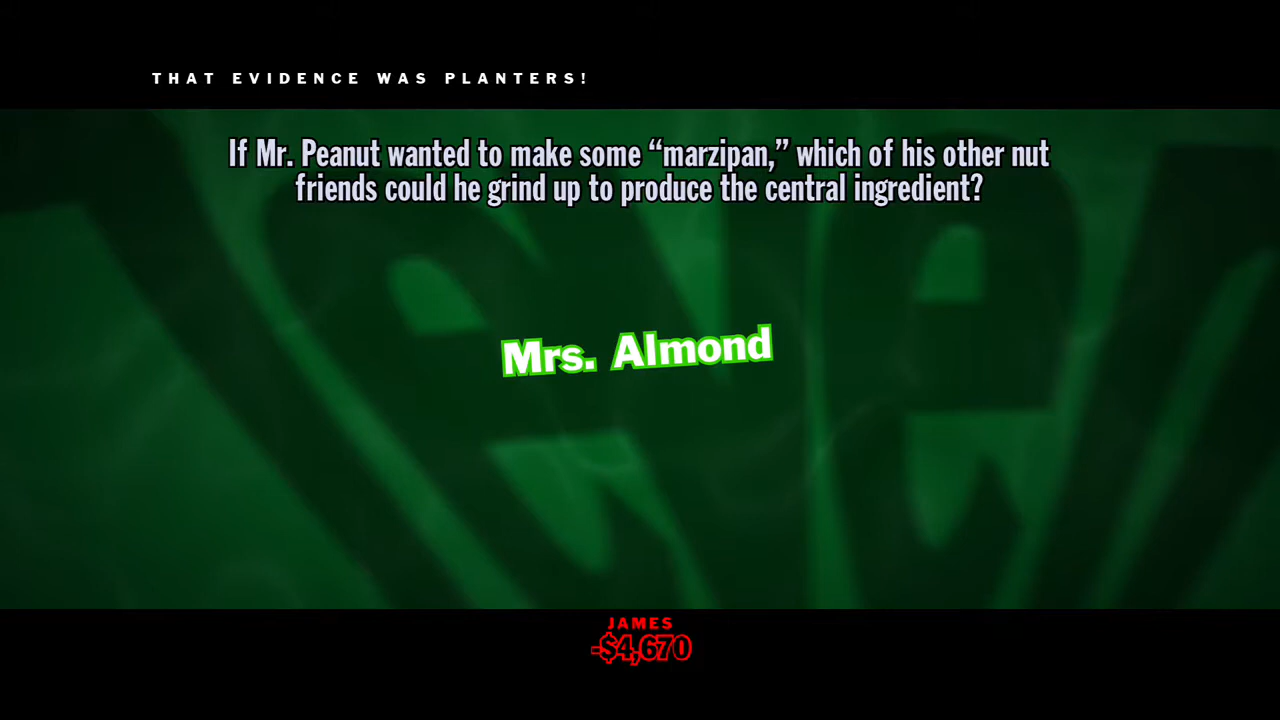 THAT EVIDENCE WAS PLANTERS!
If Mr. Peanut wanted to make some “marzipan,” which of his other nut
friends could he grind up to produce the central ingredient?
Mrs. Almond
JAMES
-$4,670